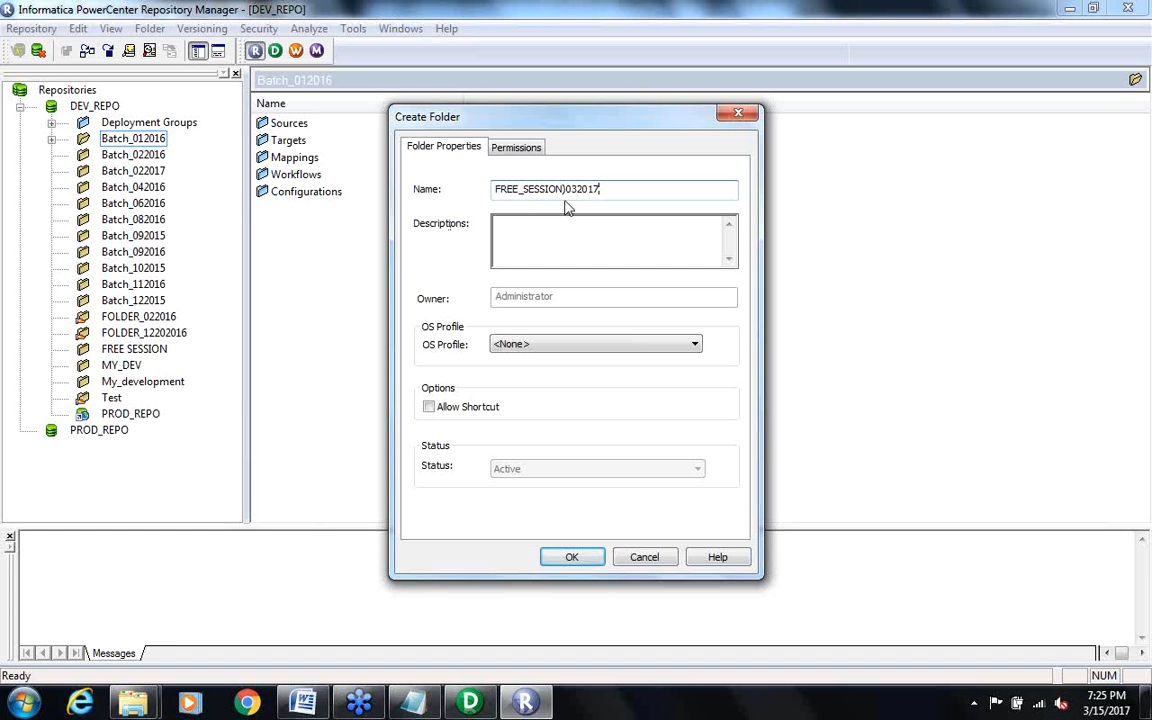 Informatica PowerCenter Repository Manager - [DEV_REPO]
Repository Edit View Folder Versioning Security Analyze Tools Windows Help
R D W M
Repositories
DEV_REPO
Deployment Groups
Batch_012016
Batch_022016
Batch_022017
Batch_042016
Batch_062016
Batch_082016
Batch_092015
Batch_092016
Batch_102015
Batch_112016
Batch_122015
FOLDER_022016
FOLDER_12202016
FREE SESSION
MY_DEV
My_development
Test
PROD_REPO
PROD_REPO
Batch_012016
Name
Sources
Targets
Mappings
Workflows
Configurations
Create Folder
Folder Properties Permissions
Name: FREE_SESSION)032017
Descriptions:
Owner: Administrator
OS Profile
OS Profile: <None>
Options
Allow Shortcut
Status
Status: Active
OK Cancel Help
Messages
Ready NUM
7:25 PM
3/15/2017